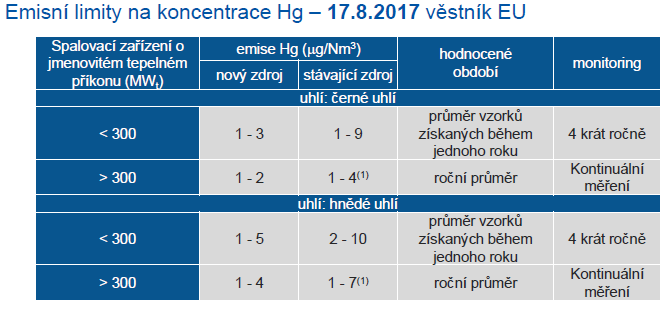 Emisní limity na koncentrace Hg – 17.8.2017 věstník EU
Spalovací zařízení o jmenovitém tepelném příkonu (MWt) emise Hg (μg/Nm³) hodnocené období monitoring
nový zdroj stávající zdroj
uhlí: černé uhlí
< 300 1 - 3 1 - 9 průměr vzorků získaných během jednoho roku 4 krát ročně
> 300 1 - 2 1 - 4(1) roční průměr Kontinuální měření
uhlí: hnědé uhlí
< 300 1 - 5 2 - 10 průměr vzorků získaných během jednoho roku 4 krát ročně
> 300 1 - 4 1 - 7(1) roční průměr Kontinuální měření